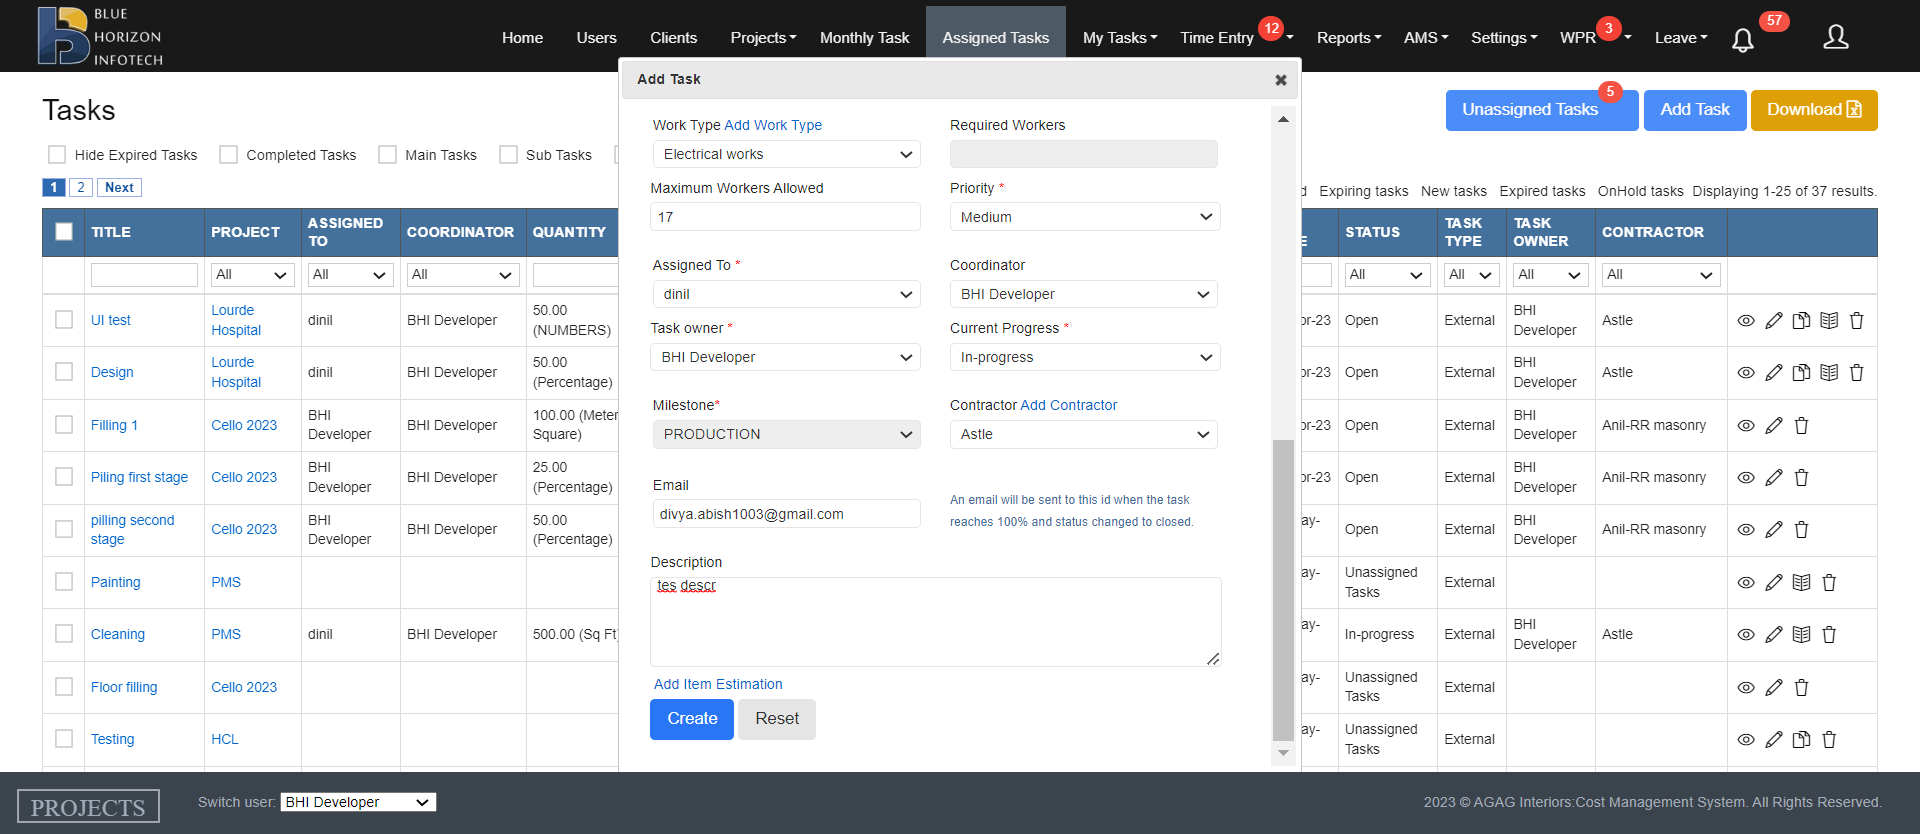 BLUE
HORIZON
INFOTECH
Home Users Clients Projects Monthly Task Assigned Tasks My Tasks Time Entry 12 Reports AMS Settings WPR 3 Leave 57
Add Task
Tasks
Unassigned Tasks 5 Add Task Download
Hide Expired Tasks Completed Tasks Main Tasks Sub Tasks
1 2 Next
d Expiring tasks New tasks Expired tasks OnHold tasks Displaying 1-25 of 37 results.
Work Type Add Work Type Required Workers
Electrical works
Maximum Workers Allowed Priority *
17 Medium
Assigned To * Coordinator
dinil BHI Developer
Task owner * Current Progress *
BHI Developer In-progress
Milestone* Contractor Add Contractor
PRODUCTION Astle
Email
divya.abish1003@gmail.com
An email will be sent to this id when the task
reaches 100% and status changed to closed.
Description
tes descr
Add Item Estimation
Create Reset
TITLE PROJECT ASSIGNED TO COORDINATOR QUANTITY E STATUS TASK TYPE TASK OWNER CONTRACTOR
All All All All All All All
UI test Lourde Hospital dinil BHI Developer 50.00 (NUMBERS) pr-23 Open External BHI Developer Astle
Design Lourde Hospital dinil BHI Developer 50.00 (Percentage) pr-23 Open External BHI Developer Astle
Filling 1 Cello 2023 BHI Developer BHI Developer 100.00 (Meter Square) pr-23 Open External BHI Developer Anil-RR masonry
Piling first stage Cello 2023 BHI Developer BHI Developer 25.00 (Percentage) pr-23 Open External BHI Developer Anil-RR masonry
pilling second stage Cello 2023 BHI Developer BHI Developer 50.00 (Percentage) ay- Open External BHI Developer Anil-RR masonry
Painting PMS ay- Unassigned Tasks External
Cleaning PMS dinil BHI Developer 500.00 (Sq Ft) ay- In-progress External BHI Developer Astle
Floor filling Cello 2023 ay- Unassigned Tasks External
Testing HCL ay- Unassigned Tasks External
PROJECTS Switch user: BHI Developer 2023 © AGAG Interiors:Cost Management System. All Rights Reserved.